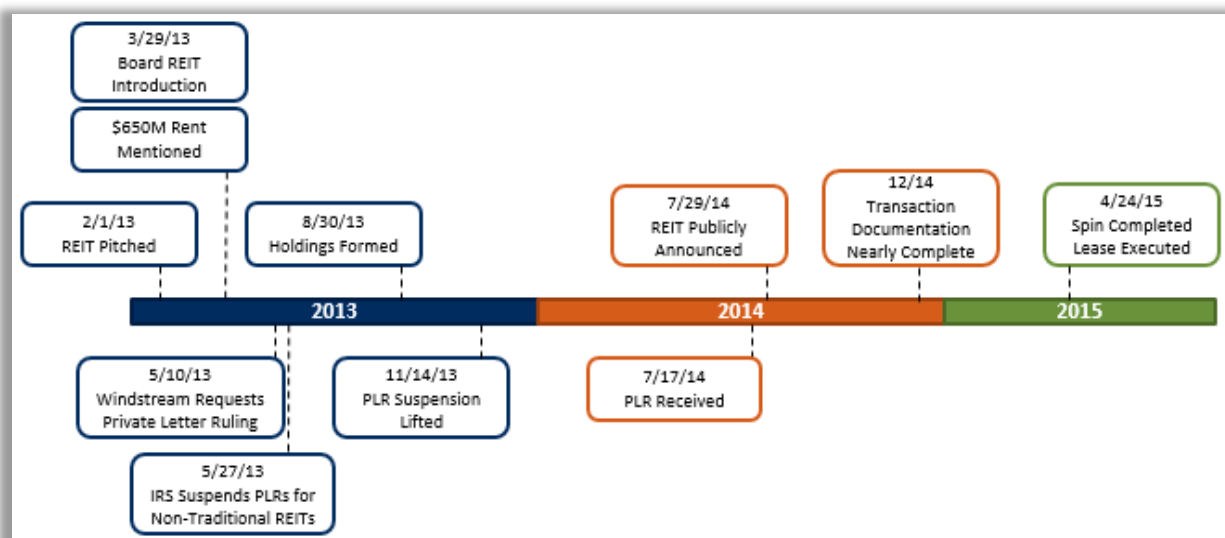 3/29/13
Board REIT
Introduction
$650M Rent
Mentioned
2/1/13
REIT Pitched
8/30/13
Holdings Formed
7/29/14
REIT Publicly
Announced
12/14
Transaction
Documentation
Nearly Complete
4/24/15
Spin Completed
Lease Executed
2013
2014
2015
5/10/13
Windstream Requests
Private Letter Ruling
11/14/13
PLR Suspension
Lifted
7/17/14
PLR Received
5/27/13
IRS Suspends PLRs for
Non-Traditional REITs